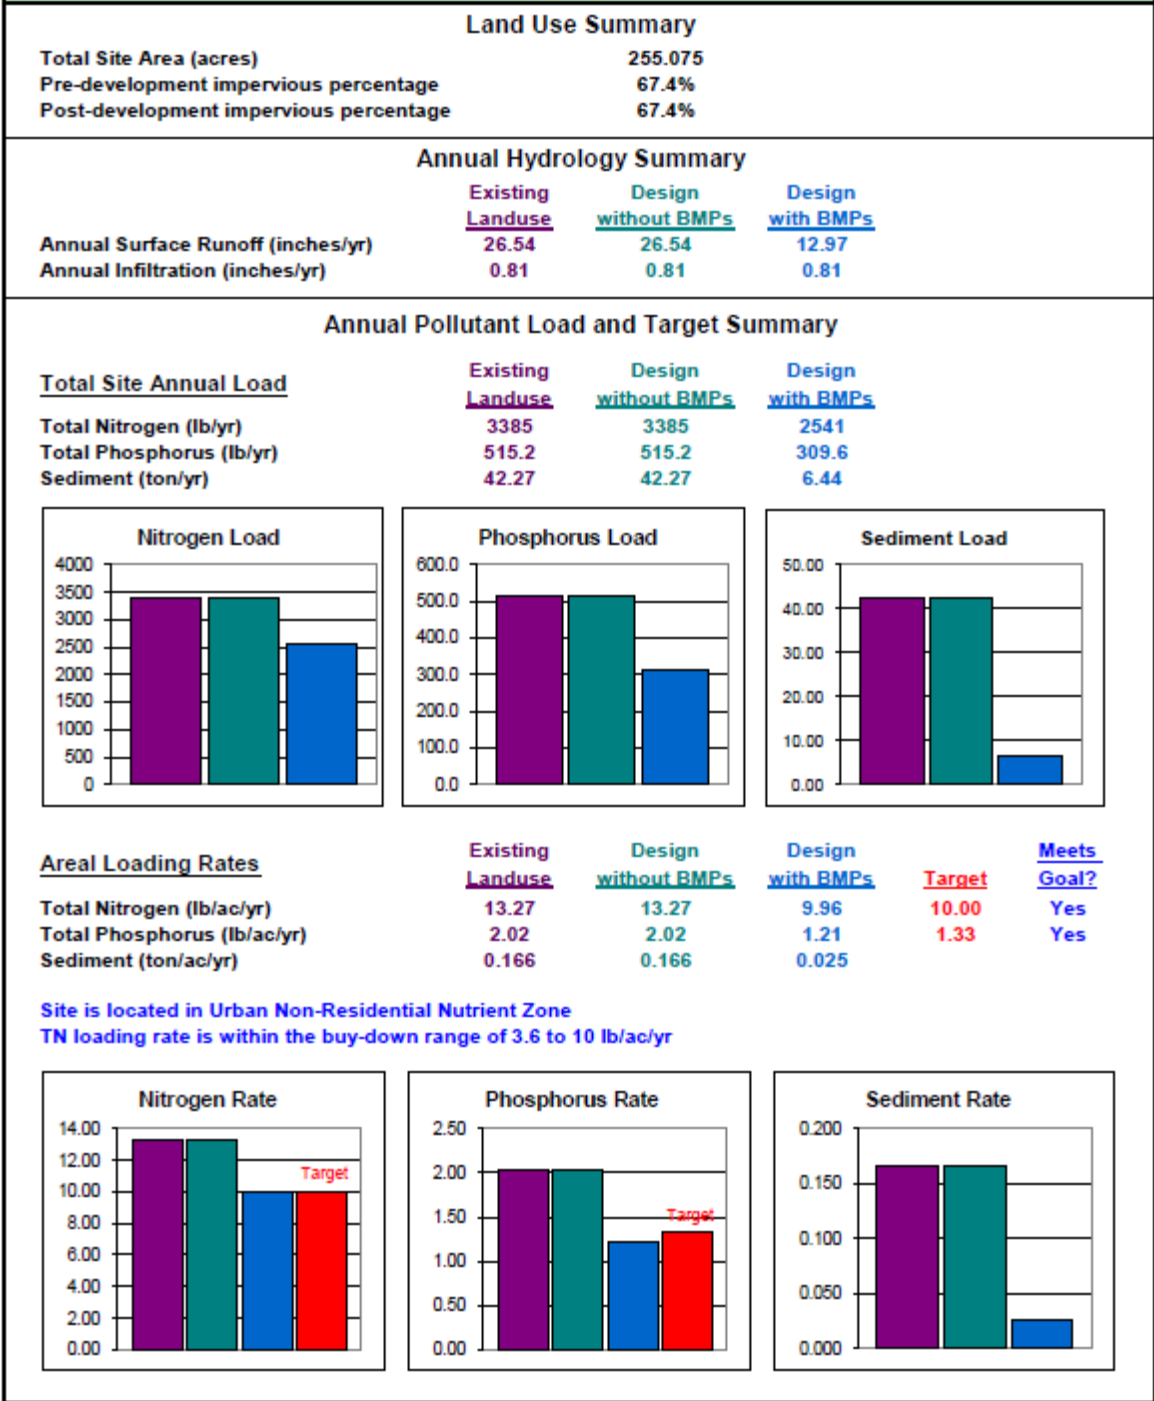 Land Use Summary
Total Site Area (acres) 255.075
Pre-development impervious percentage 67.4%
Post-development impervious percentage 67.4%
Annual Hydrology Summary
Existing Design Design
Landuse without BMPs with BMPs
Annual Surface Runoff (inches/yr) 26.54 26.54 12.97
Annual Infiltration (inches/yr) 0.81 0.81 0.81
Annual Pollutant Load and Target Summary
Existing Design Design
Total Site Annual Load Landuse without BMPs with BMPs
Total Nitrogen (lb/yr) 3385 3385 2541
Total Phosphorus (lb/yr) 515.2 515.2 309.6
Sediment (ton/yr) 42.27 42.27 6.44
Nitrogen Load
4000
3500
3000
2500
2000
1500
1000
500
0
Phosphorus Load
600.0
500.0
400.0
300.0
200.0
100.0
0.0
Sediment Load
50.00
40.00
30.00
20.00
10.00
0.00
Existing Design Design Meets
Areal Loading Rates Landuse without BMPs with BMPs Target Goal?
Total Nitrogen (lb/ac/yr) 13.27 13.27 9.96 10.00 Yes
Total Phosphorus (lb/ac/yr) 2.02 2.02 1.21 1.33 Yes
Sediment (ton/ac/yr) 0.166 0.166 0.025
Site is located in Urban Non-Residential Nutrient Zone
TN loading rate is within the buy-down range of 3.6 to 10 lb/ac/yr
Nitrogen Rate
14.00
12.00
Target
10.00
8.00
6.00
4.00
2.00
0.00
Phosphorus Rate
2.50
2.00
1.50
Target
1.00
0.50
0.00
Sediment Rate
0.200
0.150
0.100
0.050
0.000